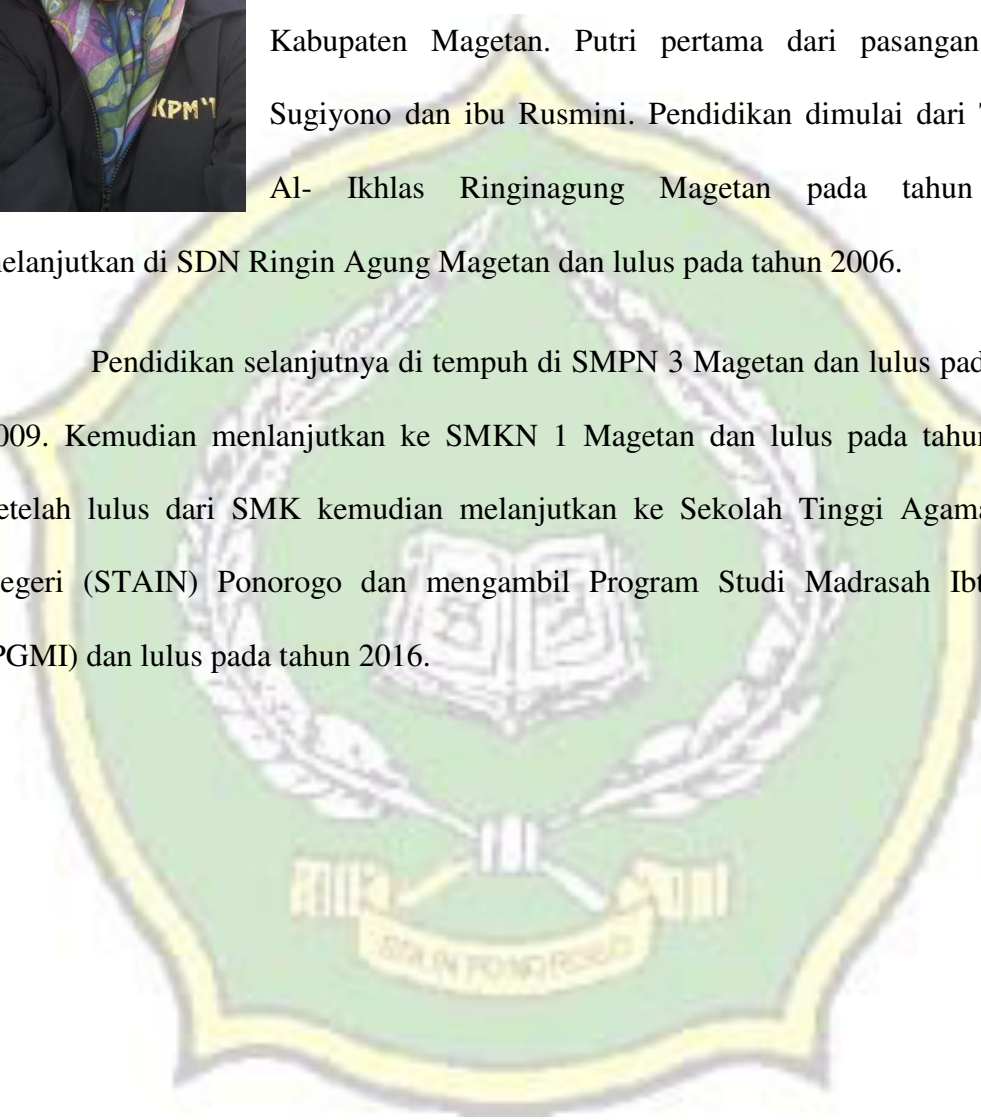 Kabupaten Magetan. Putri pertama dari pasangan
KPM
Sugiyono dan ibu Rusmini. Pendidikan dimulai dari
Al- Ikhlas Ringinagung Magetan pada tahun
elanjutkan di SDN Ringin Agung Magetan dan lulus pada tahun 2006.
Pendidikan selanjutnya di tempuh di SMPN 3 Magetan dan lulus pad
009. Kemudian menlanjutkan ke SMKN 1 Magetan dan lulus pada tahu
etelah lulus dari SMK kemudian melanjutkan ke Sekolah Tinggi Agama
egeri (STAIN) Ponorogo dan mengambil Program Studi Madrasah Ibt
PGMI) dan lulus pada tahun 2016.
STAIN PONOROGO